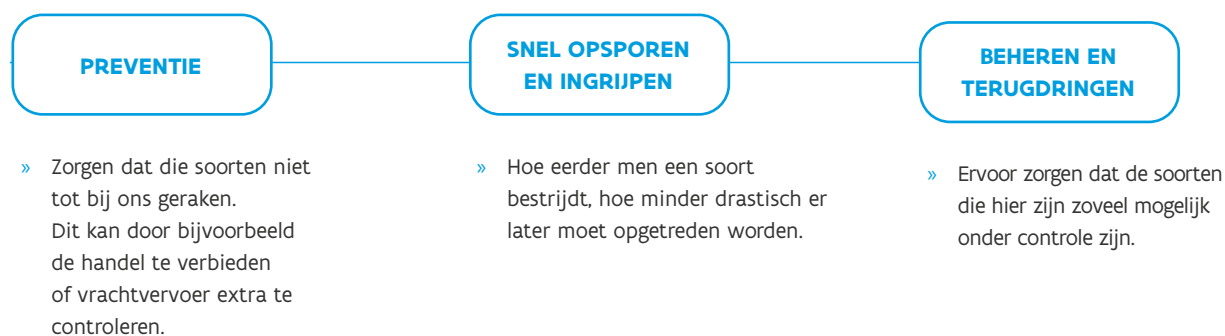 PREVENTIE
» Zorgen dat die soorten niet
tot bij ons geraken.
Dit kan door bijvoorbeeld
de handel te verbieden
of vrachtvervoer extra te
controleren.
SNEL OPSPOREN
EN INGRIJPEN
» Hoe eerder men een soort
bestrijdt, hoe minder drastisch er
later moet opgetreden worden.
BEHEREN EN
TERUGDRINGEN
» Ervoor zorgen dat de soorten
die hier zijn zoveel mogelijk
onder controle zijn.